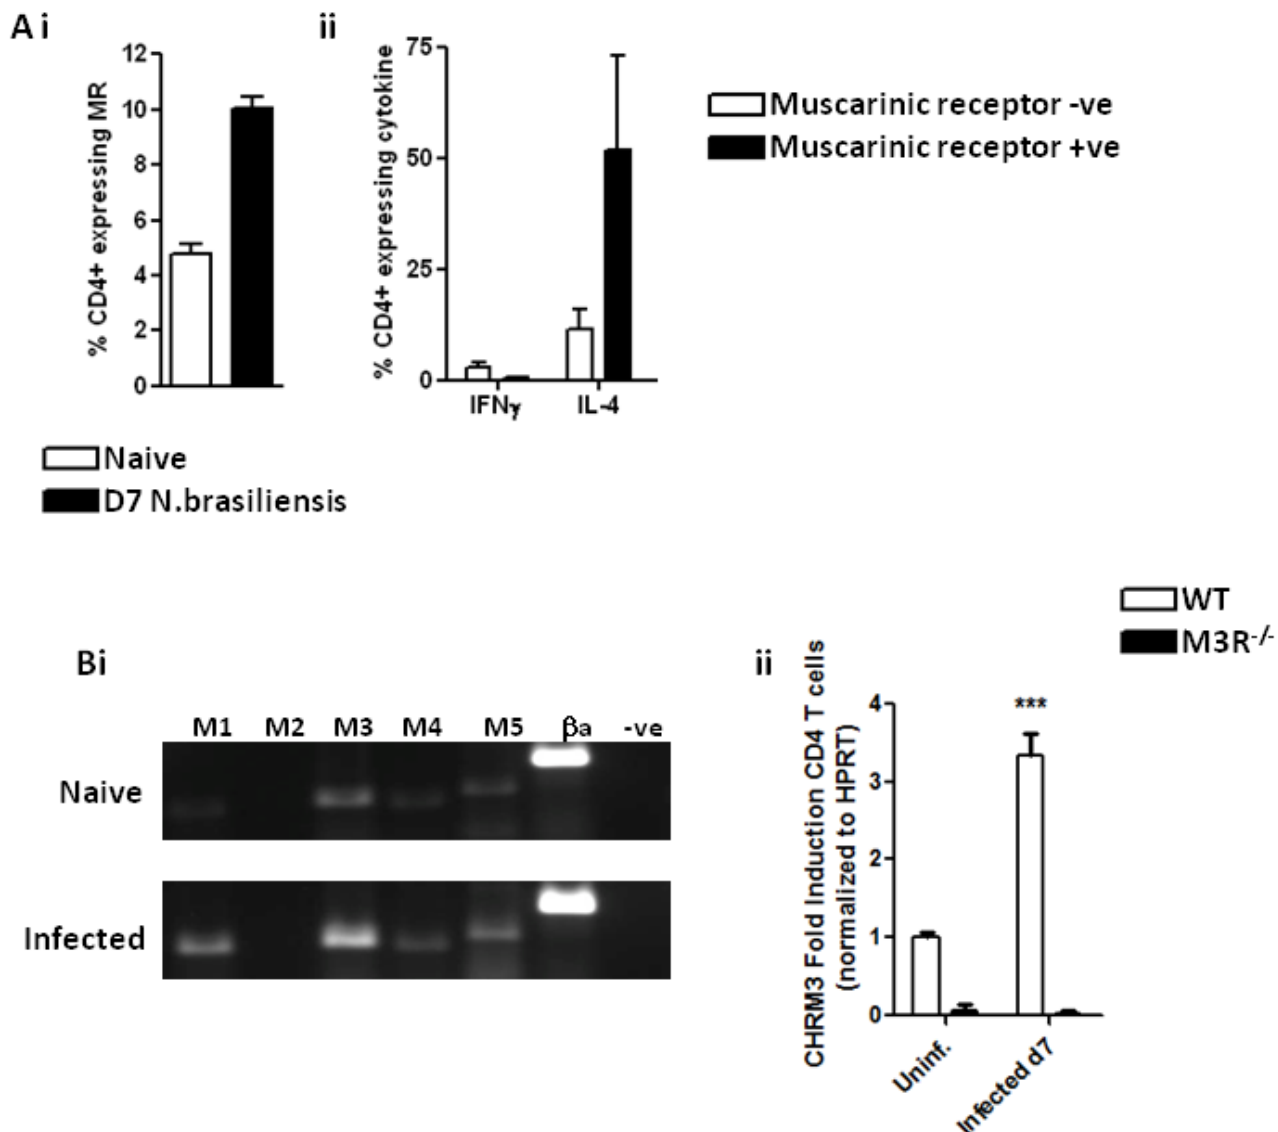 A i
ii
% CD4+ expressing MR
12
10
8
6
4
2
0
% CD4+ expressing cytokine
75
50
25
0
IFNγ IL-4
Muscarinic receptor -ve
Muscarinic receptor +ve
Naive
D7 N.brasiliensis
Bi
M1 M2 M3 M4 M5 βa -ve
Naive
Infected
ii
WT
M3R-/-
CHRM3 Fold Induction CD4 T cells
(normalized to HPRT)
4
3
2
1
0
***
Uninf.
Infected d7